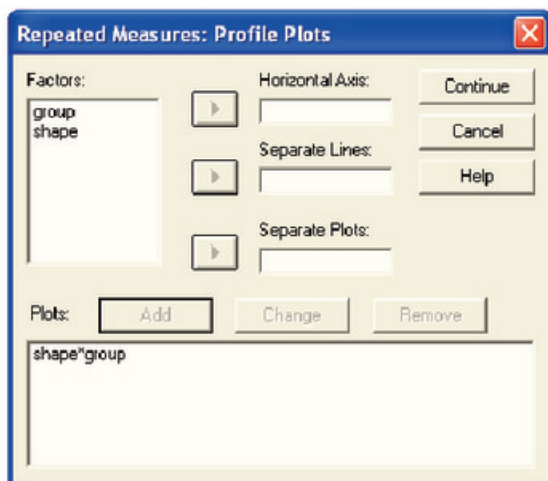 Repeated Measures: Profile Plots
Factors:
group
shape
Horizontal Axis:
Separate Lines:
Separate Plots:
Continue
Cancel
Help
Plots:
Add
Change
Remove
shape*group